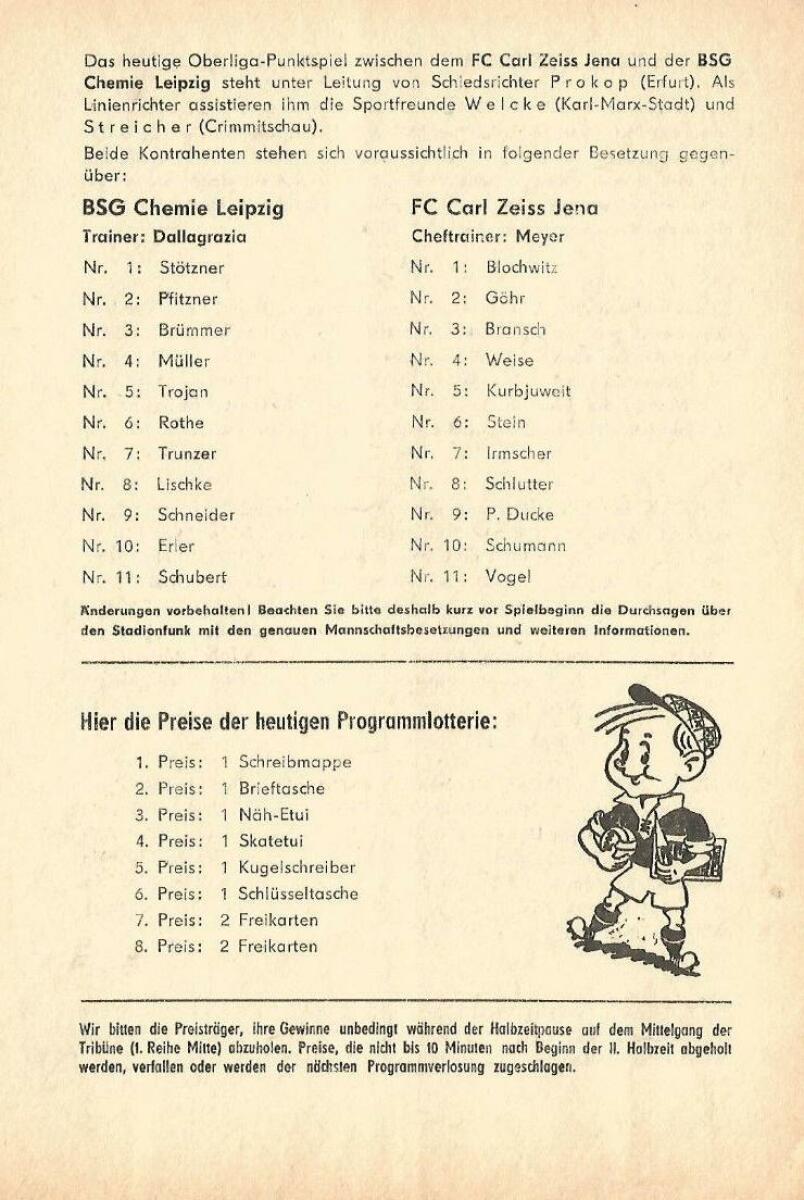 Das heutige Oberliga-Punktspiel zwischen dem FC Carl Zeiss Jena und der BSG
Chemie Leipzig steht unter Leitung von Schiedsrichter P r o k o p (Erfurt). Als
Linienrichter assistieren ihm die Sportfreunde W e l c k e (Karl-Marx-Stadt) und
S t r e i c h e r (Crimmitschau).
Beide Kontrahenten stehen sich voraussichtlich in folgender Besetzung gegen-
über:
BSG Chemie Leipzig
Trainer: Dallagrazia
Nr. 1: Stötzner
Nr. 2: Pfitzner
Nr. 3: Brümmer
Nr. 4: Müller
Nr. 5: Trojan
Nr. 6: Rothe
Nr. 7: Trunzer
Nr. 8: Lischke
Nr. 9: Schneider
Nr. 10: Erler
Nr. 11: Schubert
FC Carl Zeiss Jena
Cheftrainer: Meyer
Nr. 1: Blochwitz
Nr. 2: Göhr
Nr. 3: Bransch
Nr. 4: Weise
Nr. 5: Kurbjuweit
Nr. 6: Stein
Nr. 7: Irmscher
Nr. 8: Schlutter
Nr. 9: P. Ducke
Nr. 10: Schumann
Nr. 11: Vogel
Änderungen vorbehalten! Beachten Sie bitte deshalb kurz vor Spielbeginn die Durchsagen über
den Stadionfunk mit den genauen Mannschaftsbesetzungen und weiteren Informationen.
Hier die Preise der heutigen Programmlotterie:
1. Preis: 1 Schreibmappe
2. Preis: 1 Brieftasche
3. Preis: 1 Näh-Etui
4. Preis: 1 Skatetui
5. Preis: 1 Kugelschreiber
6. Preis: 1 Schlüsseltasche
7. Preis: 2 Freikarten
8. Preis: 2 Freikarten
Wir bitten die Preisträger, ihre Gewinne unbedingt während der Halbzeitpause auf dem Mittelgang der
Tribüne (1. Reihe Mitte) abzuholen. Preise, die nicht bis 10 Minuten nach Beginn der II. Halbzeit abgeholt
werden, verfallen oder werden der nächsten Programmverlosung zugeschlagen.